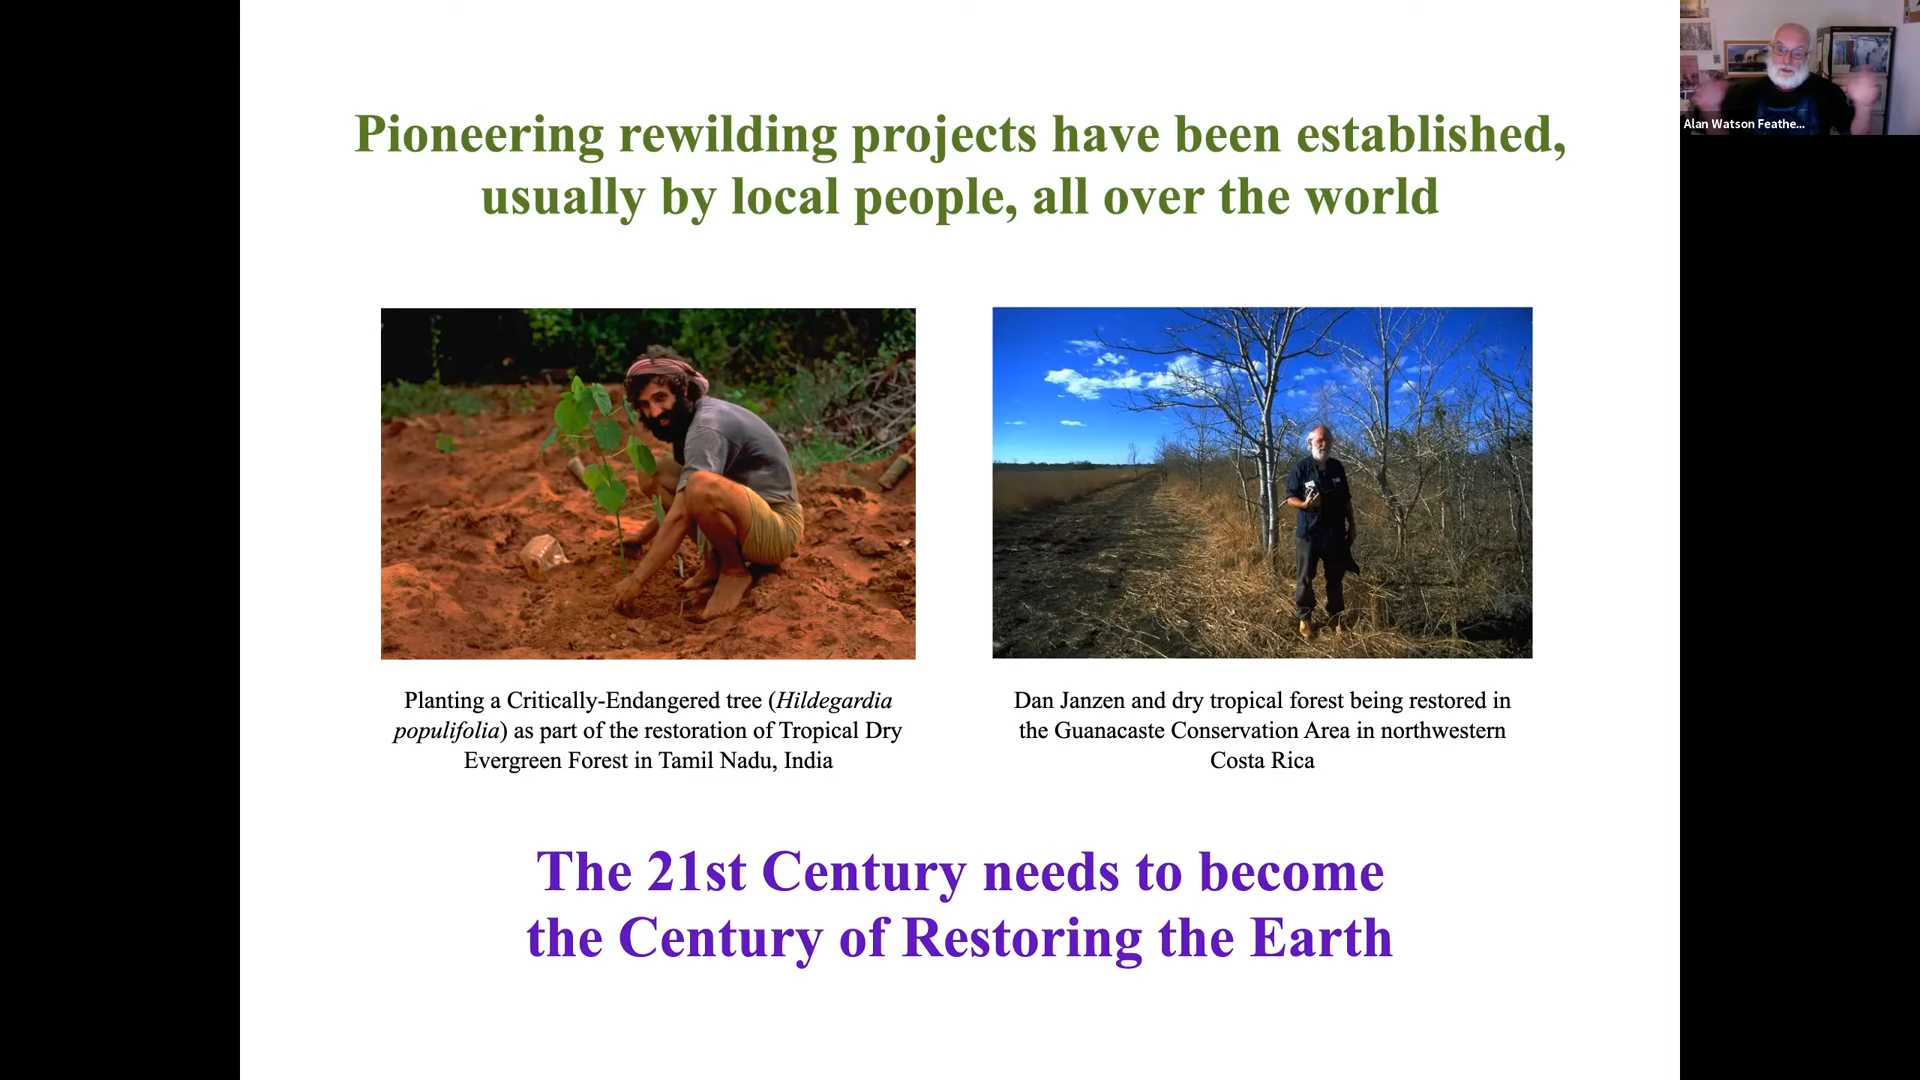 Pioneering rewilding projects have been established,
usually by local people, all over the world
Alan Watson Feathe...
Planting a Critically-Endangered tree (Hildegardia
populifolia) as part of the restoration of Tropical Dry
Evergreen Forest in Tamil Nadu, India
Dan Janzen and dry tropical forest being restored in
the Guanacaste Conservation Area in northwestern
Costa Rica
The 21st Century needs to become
the Century of Restoring the Earth